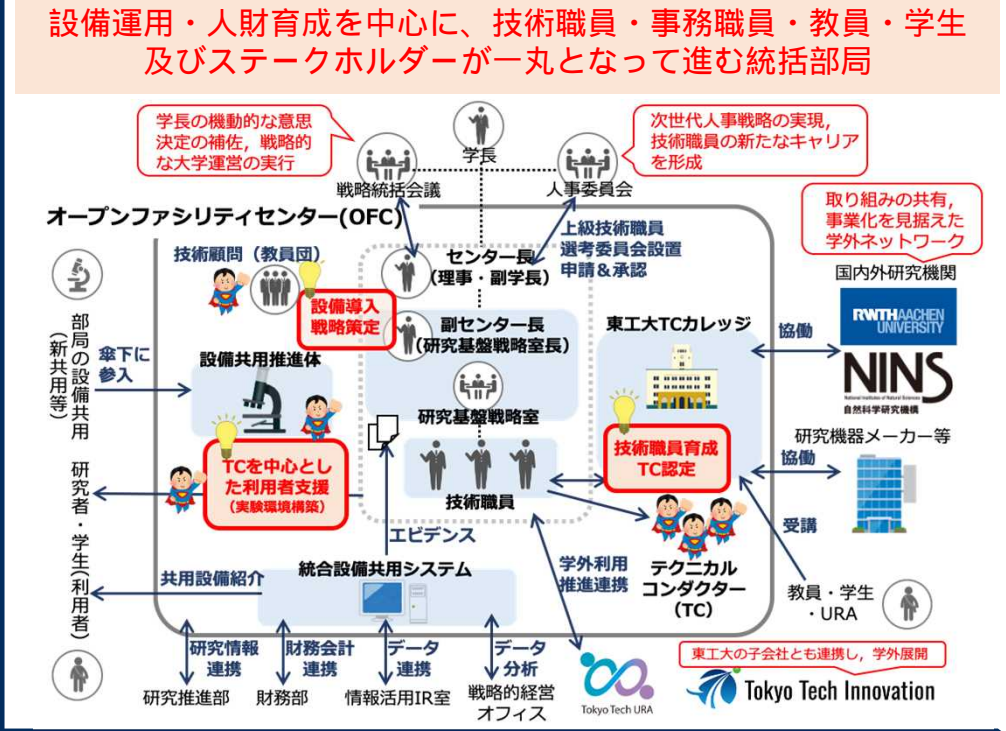 設備運用・人財育成を中心に、技術職員・事務職員・教員・学生
及びステークホルダーが一丸となって進む統括部局
学長の機動的な意思
決定の補佐，戦略的
な大学運営の実行
学長
次世代人事戦略の実現，
技術職員の新たなキャリア
を形成
戦略統括会議
人事委員会
取り組みの共有，
事業化を見据えた
学外ネットワーク
オープンファシリティセンター(OFC)
技術顧問（教員団）
センター長
（理事・副学長）
上級技術職員
選考委員会設置
申請＆承認
国内外研究機関
RWTHAACHEN
UNIVERSITY
設備導入
戦略策定
副センター長
（研究基盤戦略室長）
東工大TCカレッジ
協働
NINS
National Institutes of Natural Sciences
自然科学研究機構
部局の設備共用
（新共用等）
傘下に
参入
設備共用推進体
研究基盤戦略室
研究機器メーカー等
TCを中心とし
た利用者支援
（実験環境構築）
技術職員
技術職員育成
TC認定
協働
受講
研究者・学生(利用者)
エビデンス
共用設備紹介
統合設備共用システム
学外利用
推進連携
テクニカル
コンダクター
（TC）
教員・学生
・URA
研究情報
連携
財務会計
連携
データ
連携
データ
分析
東工大の子会社とも連携し，学外展開
研究推進部
財務部
情報活用IR室
戦略的経営
オフィス
Tokyo Tech URA
Tokyo Tech Innovation